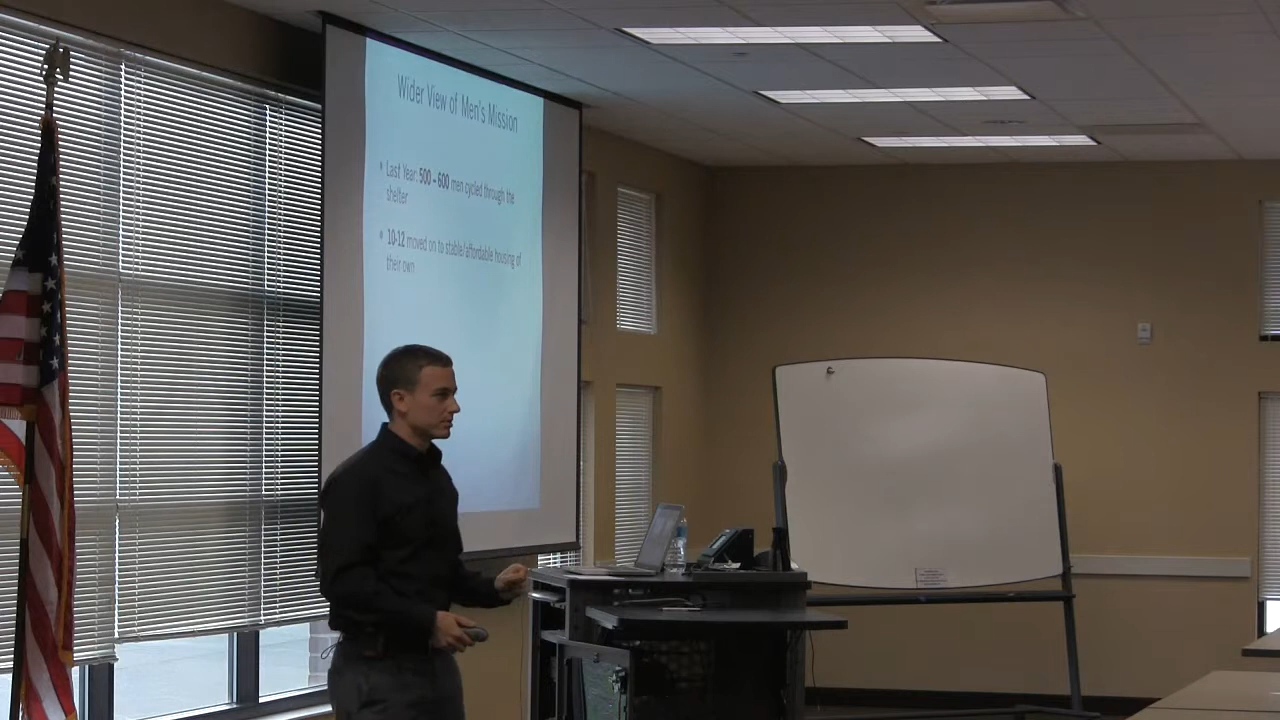 Wider View of Men's Mission
• Last Year: 500 – 600 men cycled through the
shelter
• 10-12 moved on to stable/affordable housing of
their own